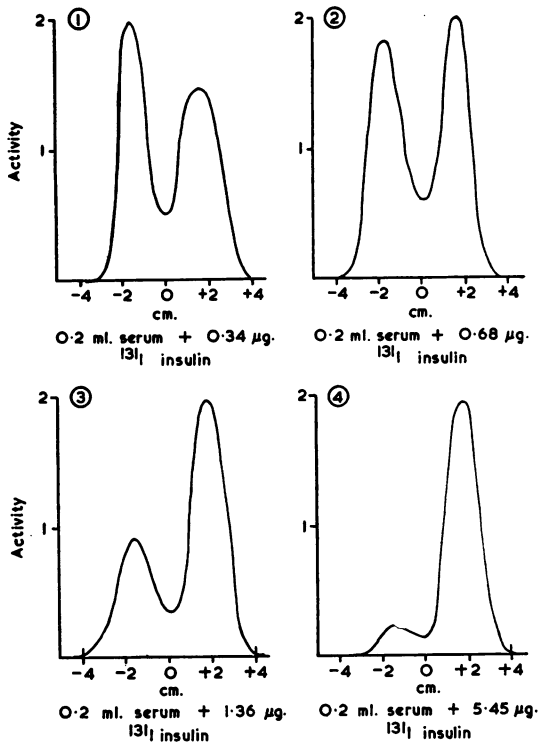 ① ②
2 2
Activity
1 1
-4 -2 0 +2 +4 -4 -2 0 +2 +4
cm. cm.
0·2 ml. serum + 0·34 µg. 0·2 ml. serum + 0·68 µg.
¹³¹I insulin ¹³¹I insulin
③ ④
2 2
Activity
1 1
-4 -2 0 +2 +4 -4 -2 0 +2 +4
cm. cm.
0·2 ml. serum + 1·36 µg. 0·2 ml. serum + 5·45 µg.
¹³¹I insulin ¹³¹I insulin